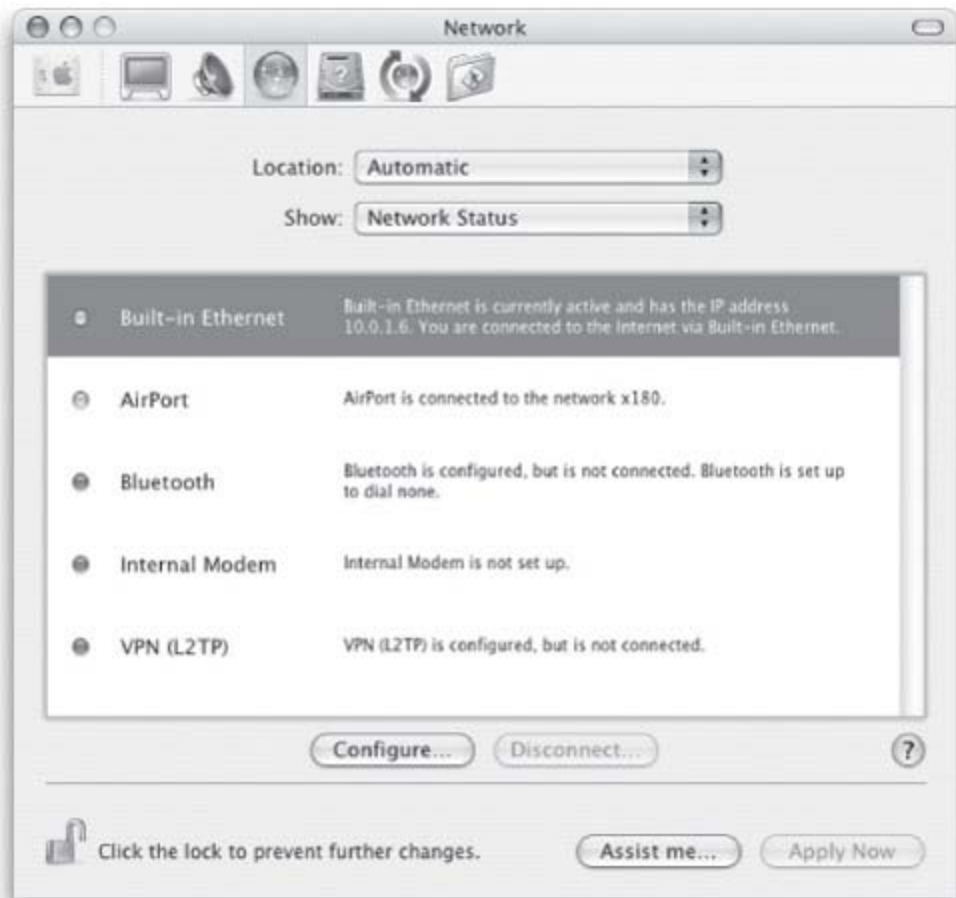 Network
Location: Automatic
Show: Network Status
Built-in Ethernet
Built-in Ethernet is currently active and has the IP address
10.0.1.6. You are connected to the Internet via Built-in Ethernet.
AirPort
AirPort is connected to the network x180.
Bluetooth
Bluetooth is configured, but is not connected. Bluetooth is set up
to dial none.
Internal Modem
Internal Modem is not set up.
VPN (L2TP)
VPN (L2TP) is configured, but is not connected.
Configure... Disconnect... ?
Click the lock to prevent further changes. Assist me... Apply Now